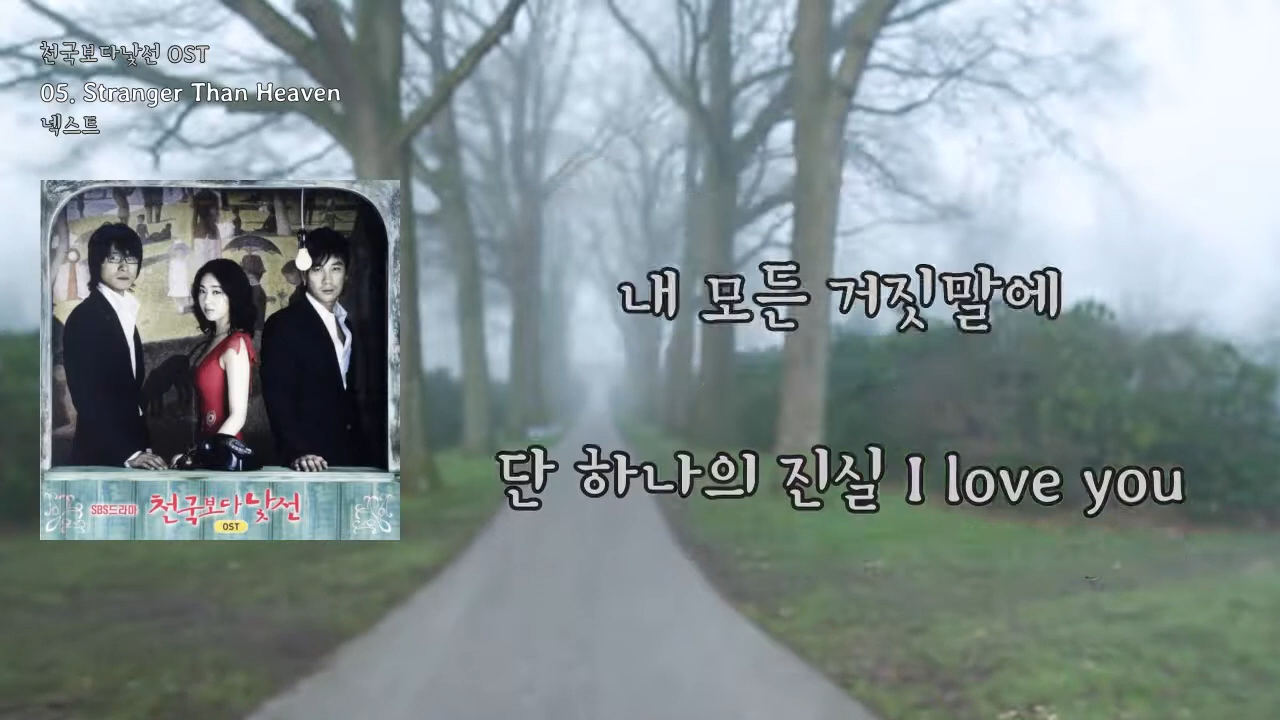 천국보다낯선 OST
05. Stranger Than Heaven
넥스트
SBS드라마 천국보다낯선
OST
내 모든 거짓말에
단 하나의 진실 I love you